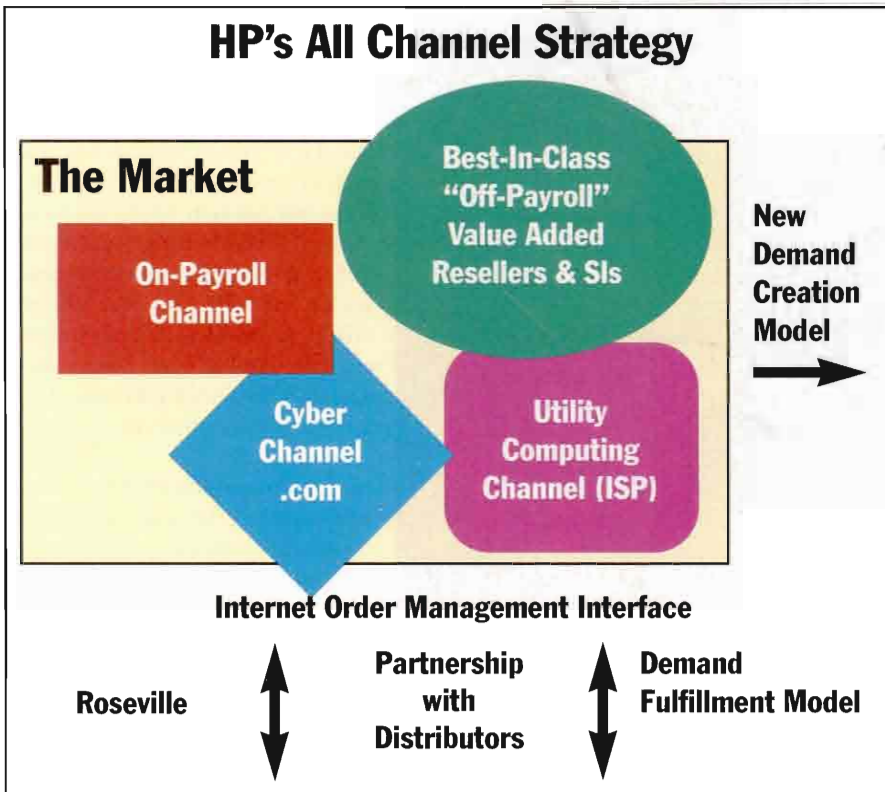 HP's All Channel Strategy
The Market
Best-In-Class
“Off-Payroll”
Value Added
Resellers & SIs
On-Payroll
Channel
New
Demand
Creation
Model
Cyber
Channel
.com
Utility
Computing
Channel (ISP)
Internet Order Management Interface
Roseville
Partnership
with
Distributors
Demand
Fulfillment Model